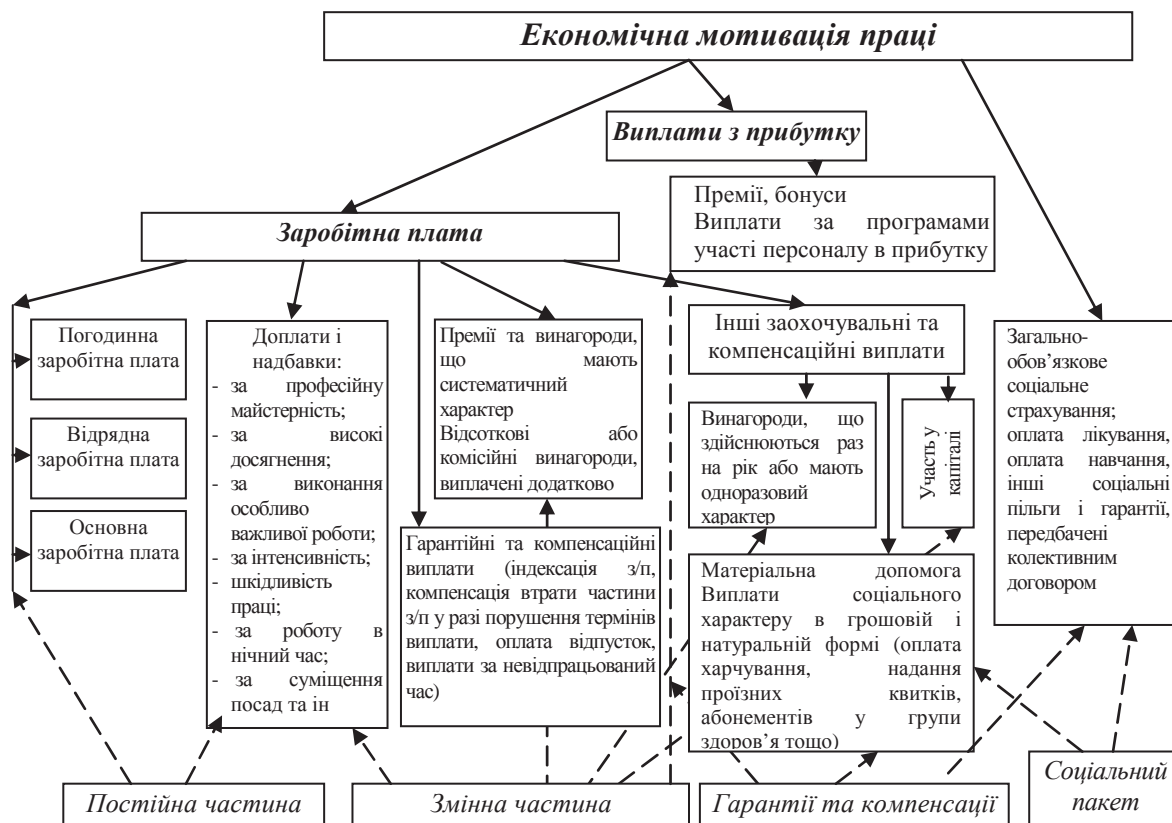 Економічна мотивація праці
Виплати з прибутку
Премії, бонуси
Виплати за програмами
участі персоналу в прибутку
Заробітна плата
Погодинна
заробітна плата
Відрядна
заробітна плата
Основна
заробітна плата
Доплати і
надбавки:
- за професійну
майстерність;
- за високі
досягнення;
- за виконання
особливо
важливої роботи;
- за інтенсивність;
- шкідливість
праці;
- за роботу в
нічний час;
- за суміщення
посад та ін
Премії та винагороди,
що мають
систематичний
характер
Відсоткові або
комісійні винагороди,
виплачені додатково
Гарантійні та компенсаційні
виплати (індексація з/п,
компенсація втрати частини
з/п у разі порушення термінів
виплати, оплата відпусток,
виплати за невідпрацьований
час)
Інші заохочувальні та
компенсаційні виплати
Винагороди, що
здійснюються раз
на рік або мають
одноразовий
характер
Участь у
капіталі
Матеріальна допомога
Виплати соціального
характеру в грошовій і
натуральній формі (оплата
харчування, надання
проїзних квитків,
абонементів у групи
здоров’я тощо)
Загально-
обов’язкове
соціальне
страхування;
оплата лікування,
оплата навчання,
інші соціальні
пільги і гарантії,
передбачені
колективним
договором
Постійна частина
Змінна частина
Гарантії та компенсації
Соціальний
пакет